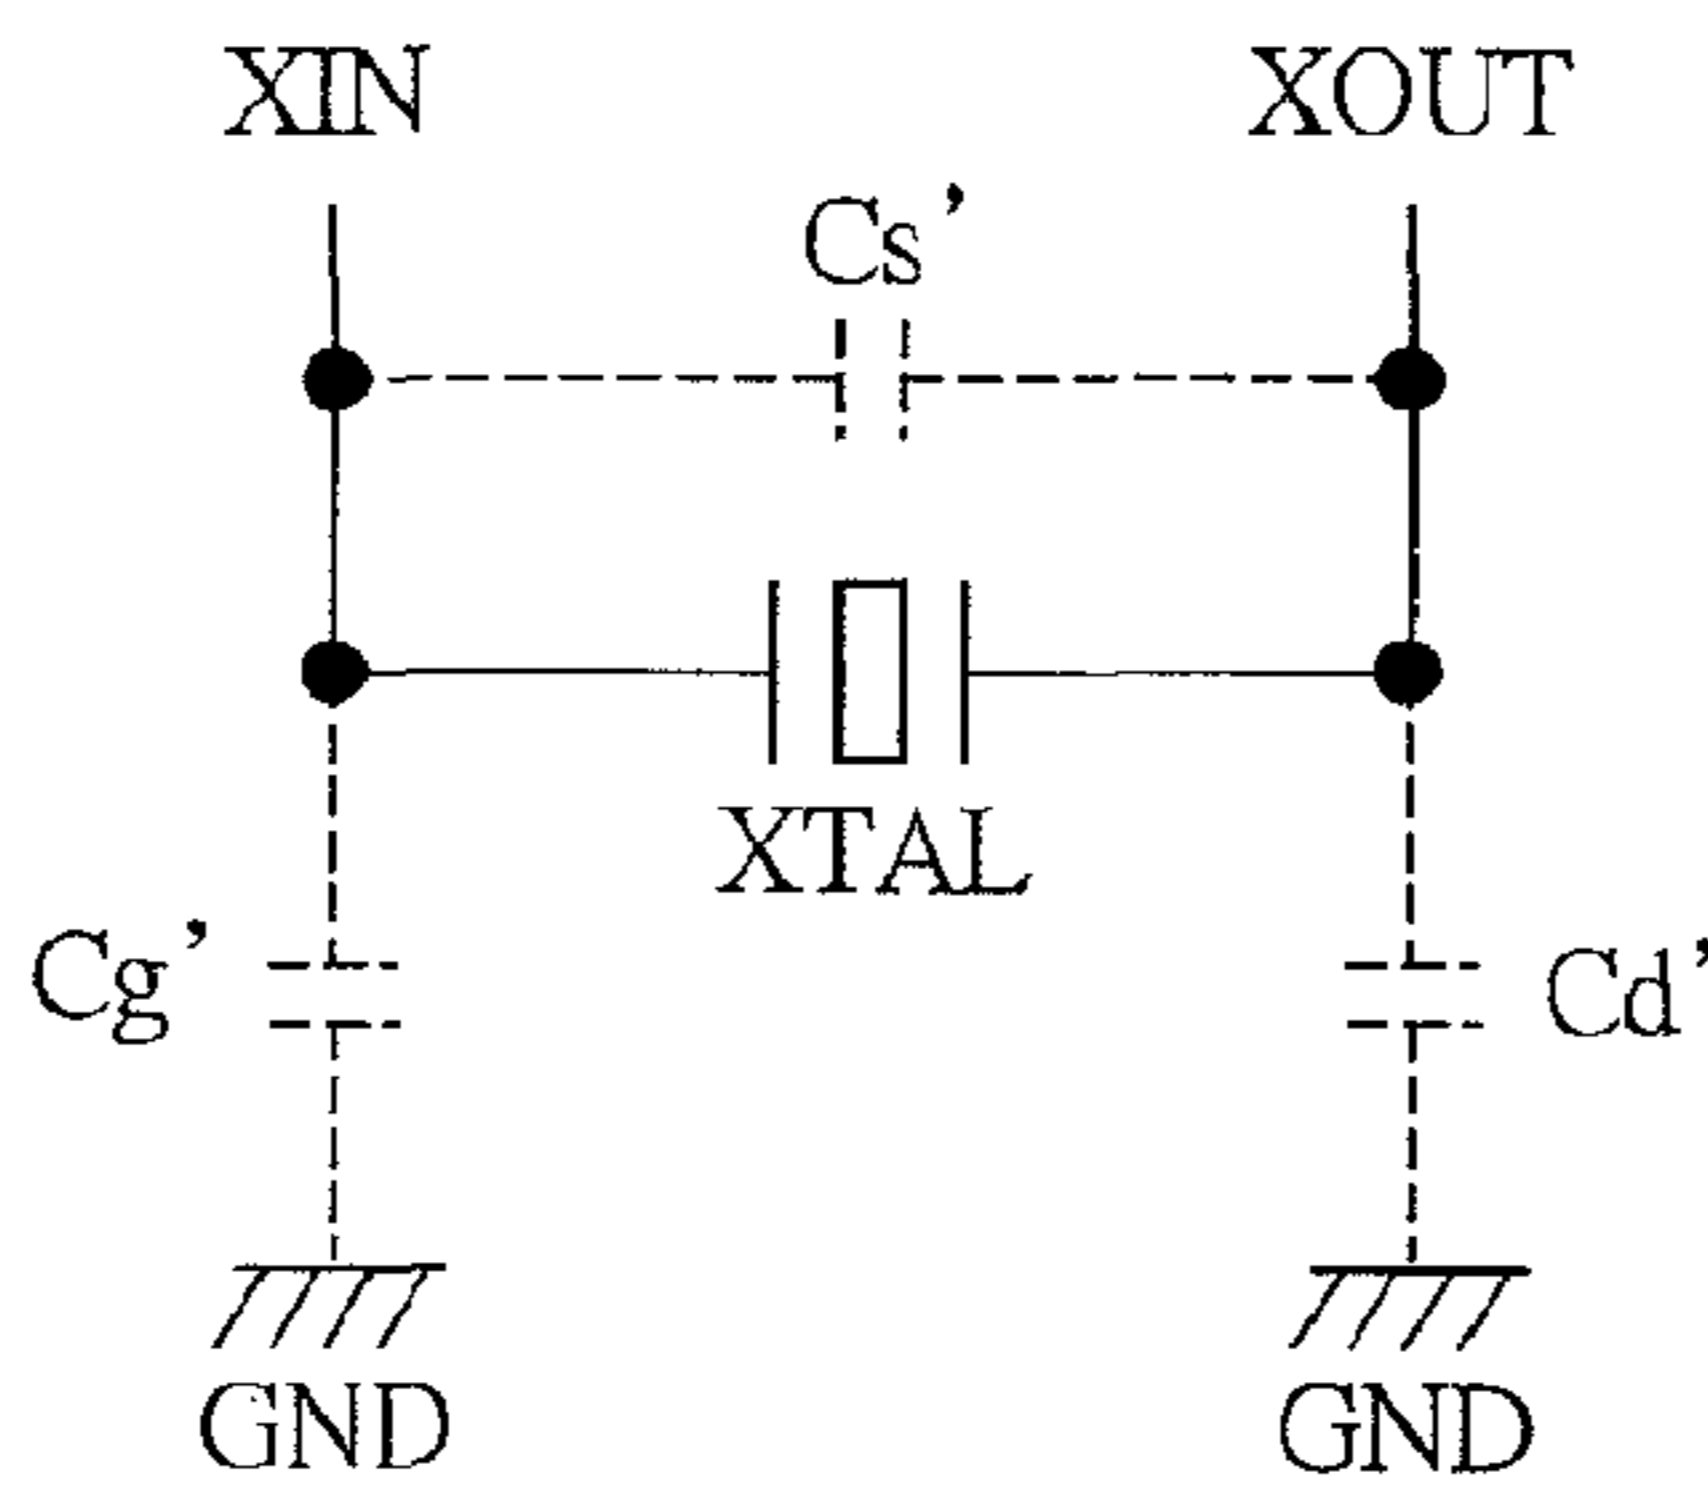 XIN
XOUT
Cs’
XTAL
Cg’
Cd’
GND
GND